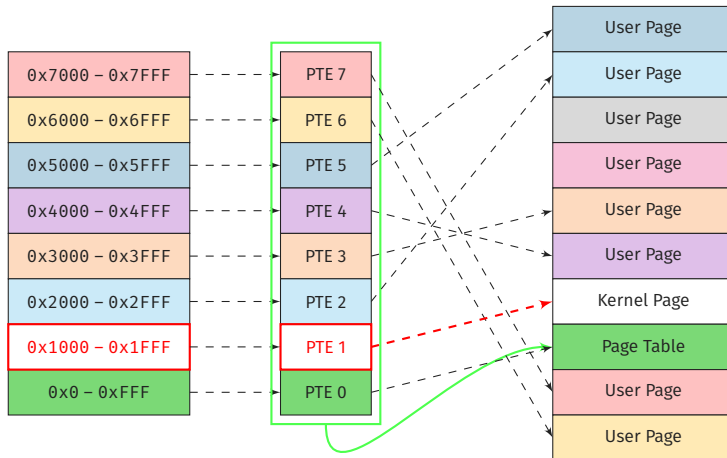 0x7000 – 0x7FFF
0x6000 – 0x6FFF
0x5000 – 0x5FFF
0x4000 – 0x4FFF
0x3000 – 0x3FFF
0x2000 – 0x2FFF
0x1000 – 0x1FFF
0x0 – 0xFFF
PTE 7
PTE 6
PTE 5
PTE 4
PTE 3
PTE 2
PTE 1
PTE 0
User Page
User Page
User Page
User Page
User Page
User Page
Kernel Page
Page Table
User Page
User Page